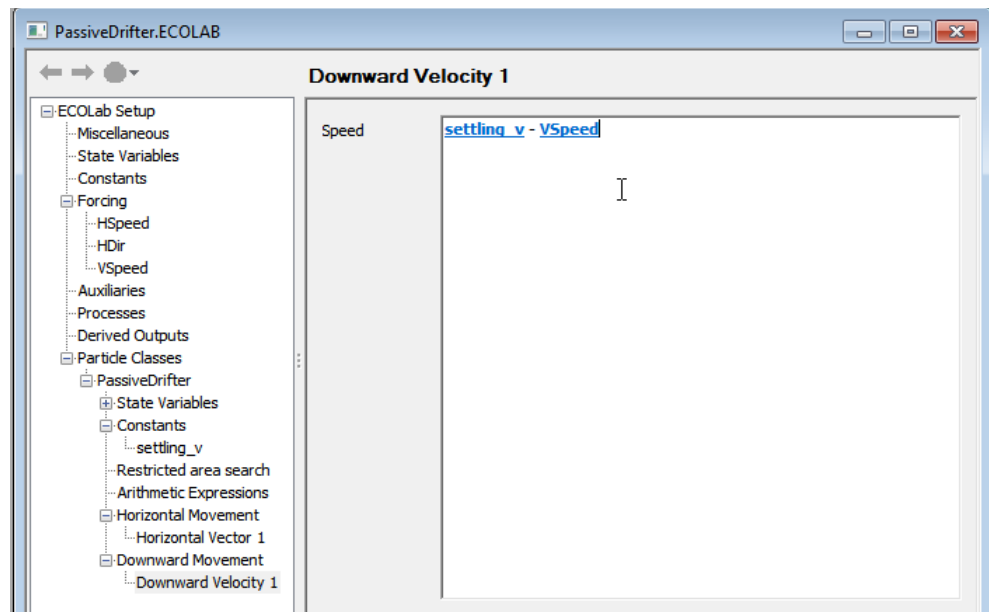 PassiveDrifter.ECOLAB
Downward Velocity 1
ECOLab Setup
Miscellaneous
State Variables
Constants
Forcing
HSpeed
HDir
VSpeed
Auxiliaries
Processes
Derived Outputs
Particle Classes
PassiveDrifter
State Variables
Constants
settling_v
Restricted area search
Arithmetic Expressions
Horizontal Movement
Horizontal Vector 1
Downward Movement
Downward Velocity 1
Speed
settling_v - VSpeed